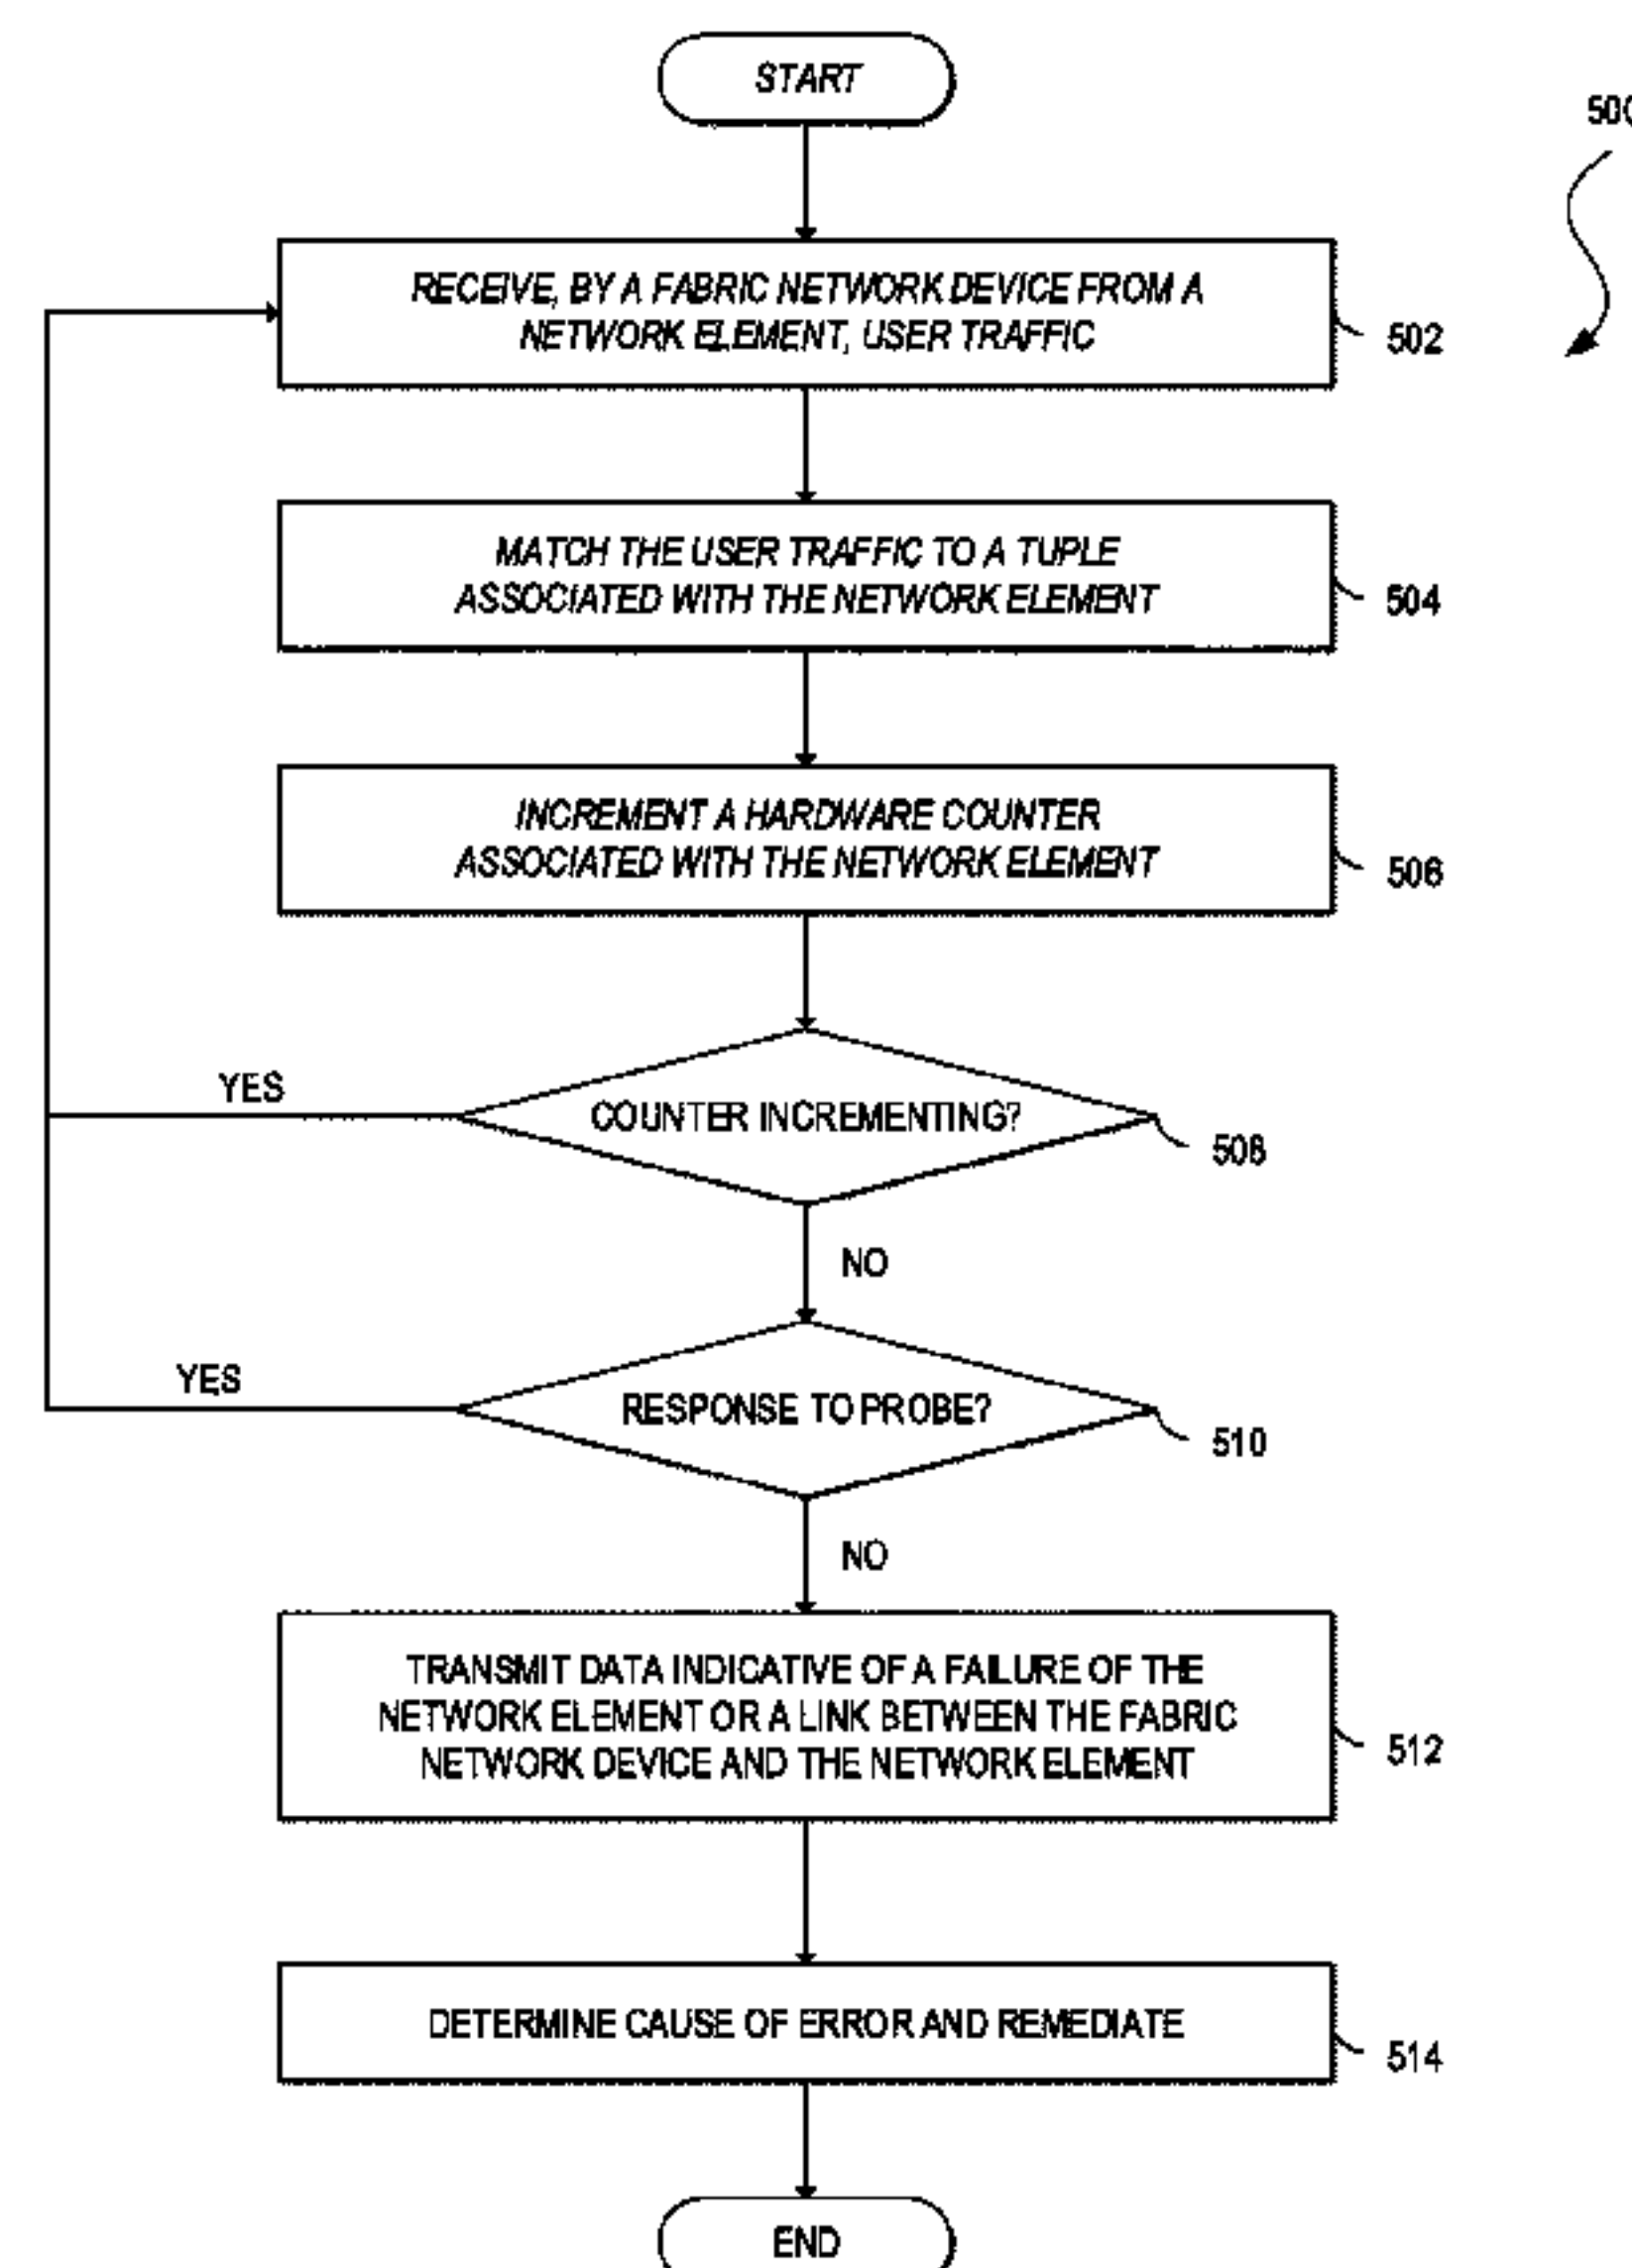 START
500
RECEIVE, BY A FABRIC NETWORK DEVICE FROM A
NETWORK ELEMENT, USER TRAFFIC
502
MATCH THE USER TRAFFIC TO A TUPLE
ASSOCIATED WITH THE NETWORK ELEMENT
504
INCREMENT A HARDWARE COUNTER
ASSOCIATED WITH THE NETWORK ELEMENT
506
YES
COUNTER INCREMENTING?
508
NO
YES
RESPONSE TO PROBE?
510
NO
TRANSMIT DATA INDICATIVE OF A FAILURE OF THE
NETWORK ELEMENT OR A LINK BETWEEN THE FABRIC
NETWORK DEVICE AND THE NETWORK ELEMENT
512
DETERMINE CAUSE OF ERROR AND REMEDIATE
514
END